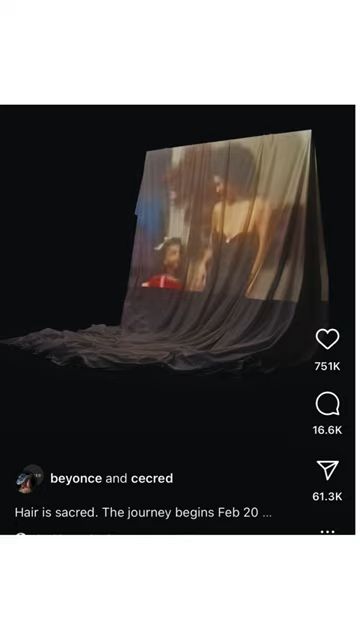 751K
16.6K
beyonce and cecred
61.3K
Hair is sacred. The journey begins Feb 20 ...